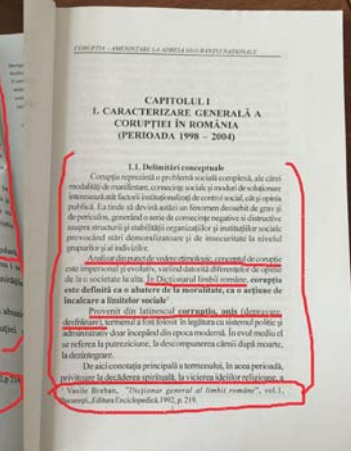 CORUPȚIA – AMENINȚARE LA ADRESA SIGURANȚEI NAȚIONALE
CAPITOLUL I
1. CARACTERIZARE GENERALĂ A
CORUPȚIEI ÎN ROMÂNIA
(PERIOADA 1998 – 2004)
1.1. Delimitări conceptuale
Corupția reprezintă o problemă socială complexă, ale cărei
modalități de manifestare, consecințe sociale și moduri de soluționare
interesează atât factorii instituționalizați de control social, cât și opinia
publică. Ea tinde să devină astăzi un fenomen deosebit de grav și
de periculos, generând o serie de consecințe negative și distructive
asupra structurii și stabilității organizațiilor și instituțiilor sociale
provocând stări demoralizatoare și de insecuritate la nivelul
grupurilor și al indivizilor.
Analizat din punct de vedere etimologic, conceptul de corupție
este impersonal și evolutiv, variind datorită diferențelor de opinie
de la o societate la alta. În Dicționarul limbii române, corupția
este definită ca o abatere de la moralitate, ca o acțiune de
încalcare a limitelor sociale¹.
Provenit din latinescul coruptio, onis (depravare,
desfrânare), termenul a fost folosit în legătura cu sistemul politic și
administrativ doar începând din epoca modernă. În evul mediu el
se referea la putreziciune, la descompunerea cărnii după moarte,
la dezintegrare.
De aici conotația principală a termenului, în acea perioadă,
privitoare la decăderea spirituală, la vicierea ideilor religioase, a
¹ Vasile Breban, "Dicționar general al limbii române", vol.1,
București, Editura Enciclopedică, 1992, p. 219.